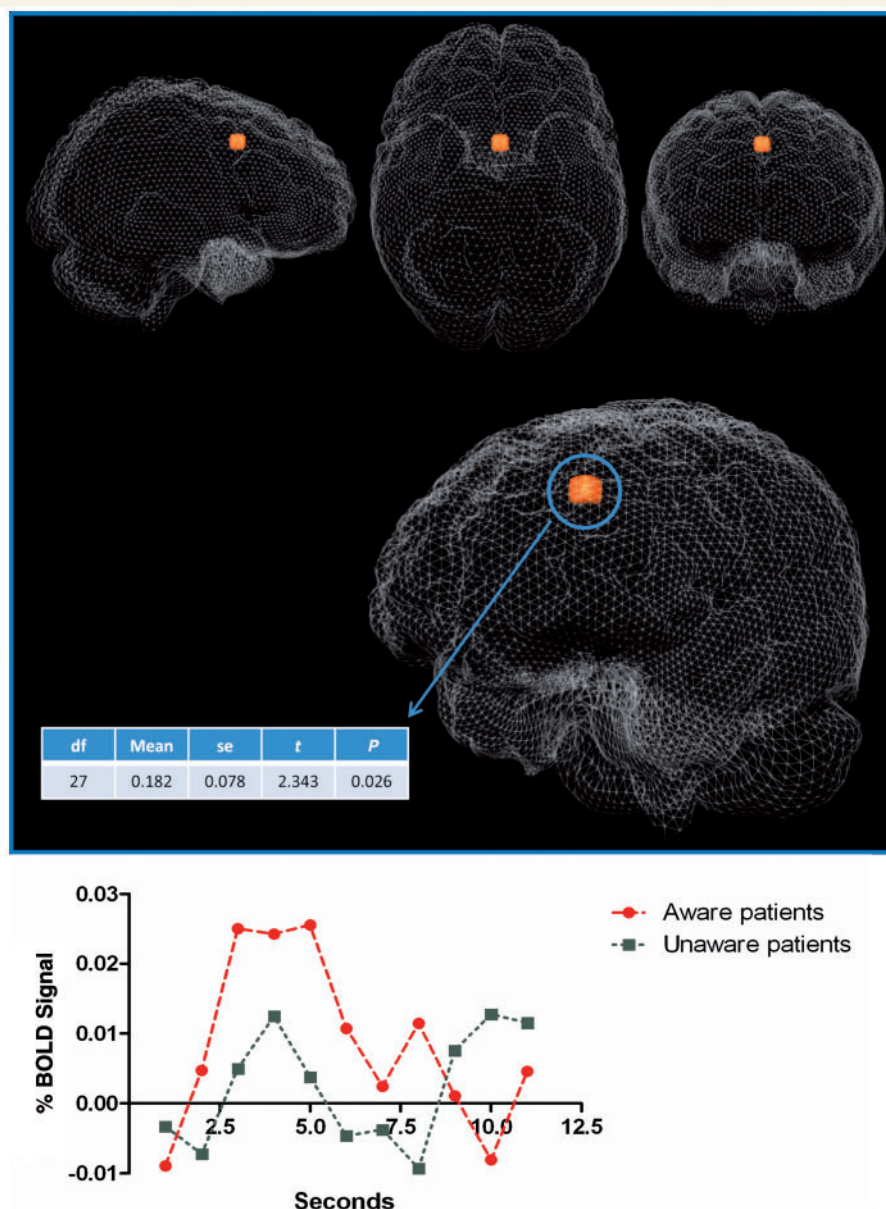 df Mean se t P
27 0.182 0.078 2.343 0.026
0.03
0.02
0.01
0.00
-0.01
% BOLD Signal
2.5 5.0 7.5 10.0 12.5
Seconds
Aware patients
Unaware patients